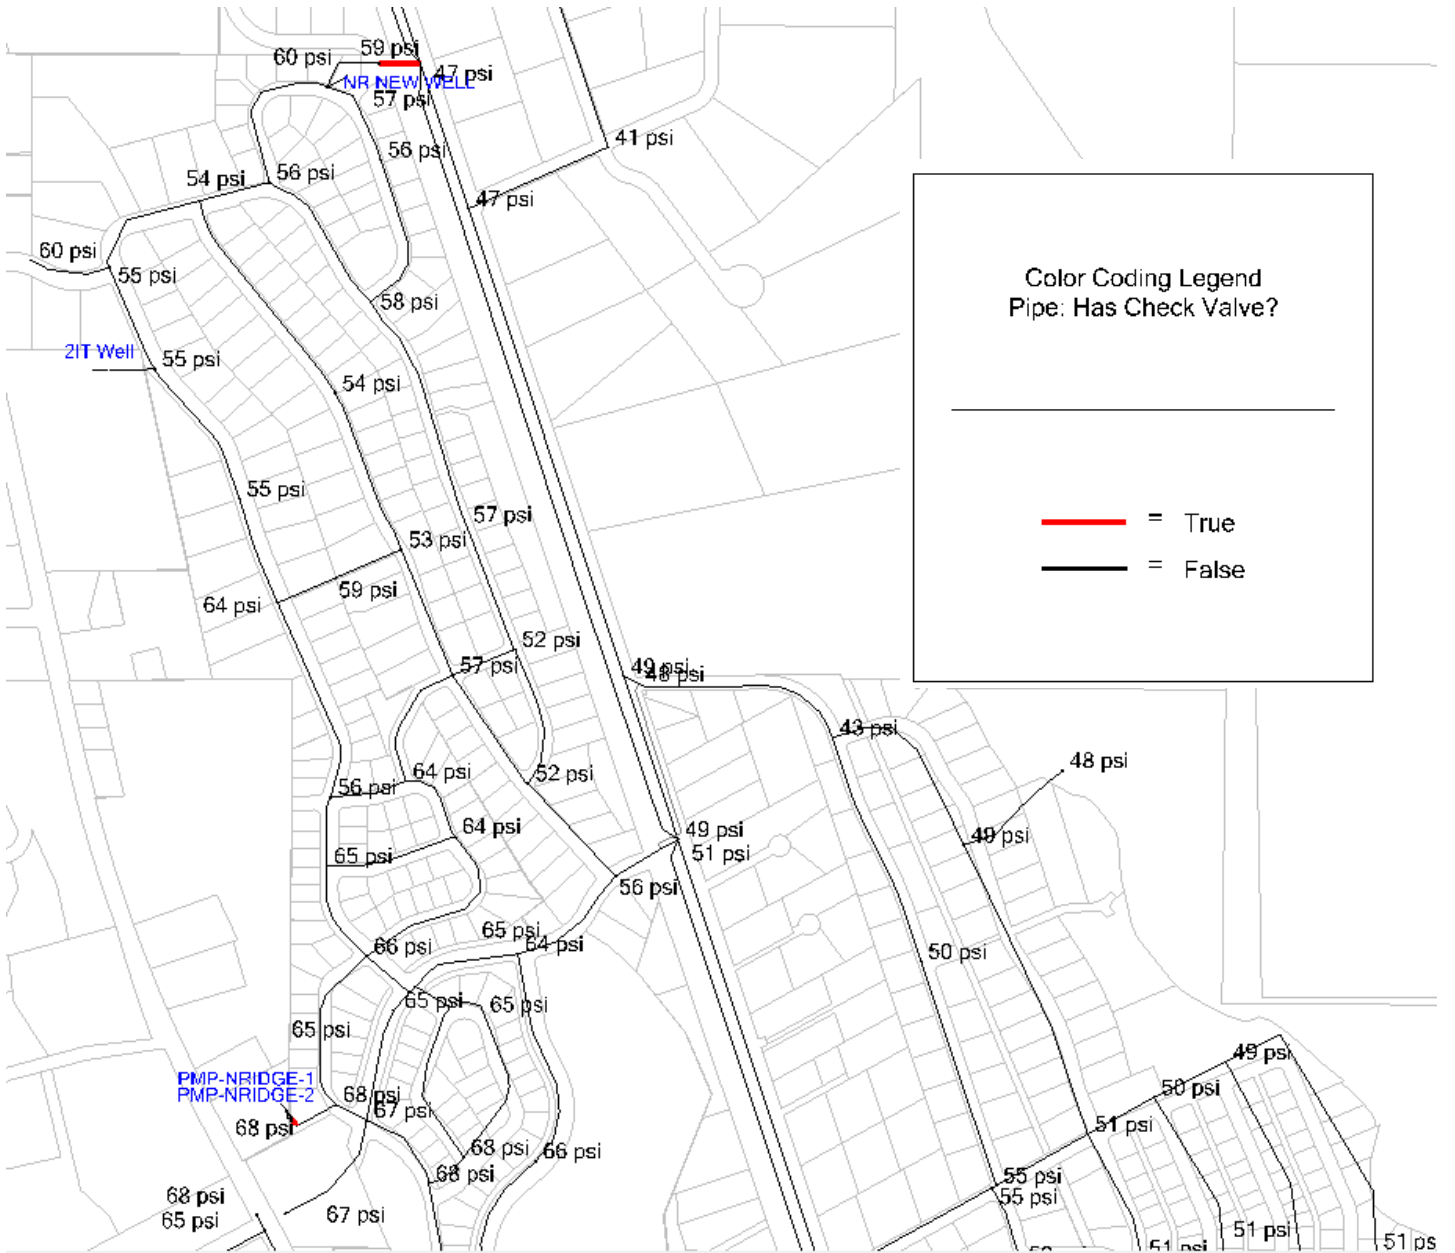 60 psi
59 psi
47 psi
NR NEW WELL
57 psi
56 psi
41 psi
54 psi
56 psi
47 psi
60 psi
55 psi
58 psi
Color Coding Legend
Pipe: Has Check Valve?
2IT Well
55 psi
54 psi
55 psi
57 psi
= True
53 psi
= False
59 psi
64 psi
52 psi
57 psi
49 psi
48 psi
43 psi
48 psi
64 psi
52 psi
56 psi
64 psi
49 psi
49 psi
51 psi
65 psi
56 psi
65 psi
66 psi
64 psi
50 psi
65 psi
65 psi
65 psi
49 psi
PMP-NRIDGE-1
PMP-NRIDGE-2
50 psi
68 psi
67 psi
68 psi
51 psi
68 psi
66 psi
68 psi
55 psi
68 psi
55 psi
65 psi
67 psi
51 psi
51 psi
51 ps